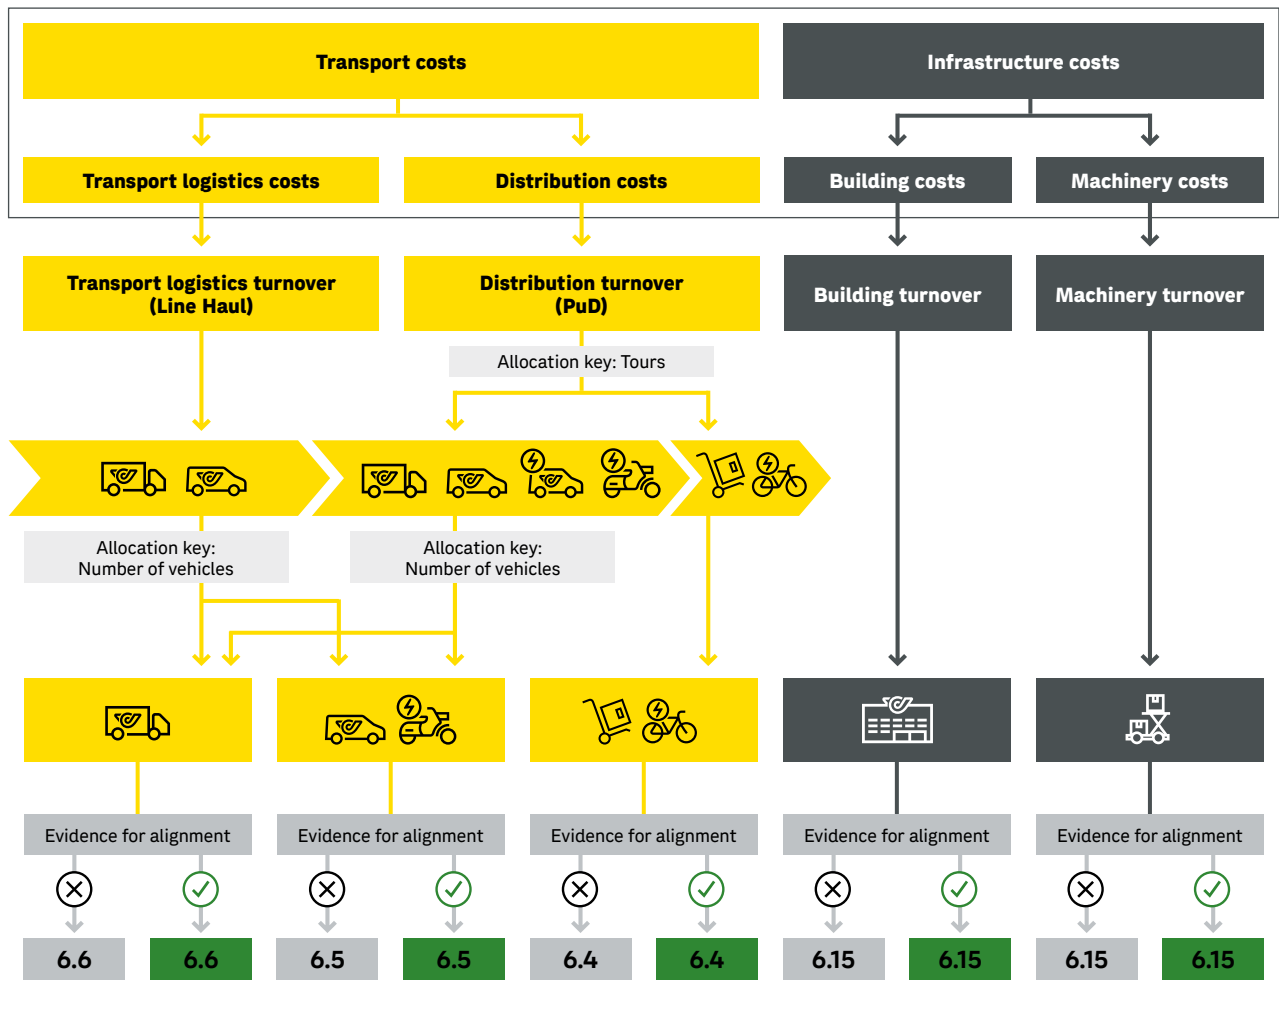 Transport costs
Infrastructure costs
Transport logistics costs
Distribution costs
Building costs
Machinery costs
Transport logistics turnover
(Line Haul)
Distribution turnover
(PuD)
Building turnover
Machinery turnover
Allocation key: Tours
Allocation key:
Number of vehicles
Allocation key:
Number of vehicles
Evidence for alignment
Evidence for alignment
Evidence for alignment
Evidence for alignment
Evidence for alignment
6.6
6.6
6.5
6.5
6.4
6.4
6.15
6.15
6.15
6.15